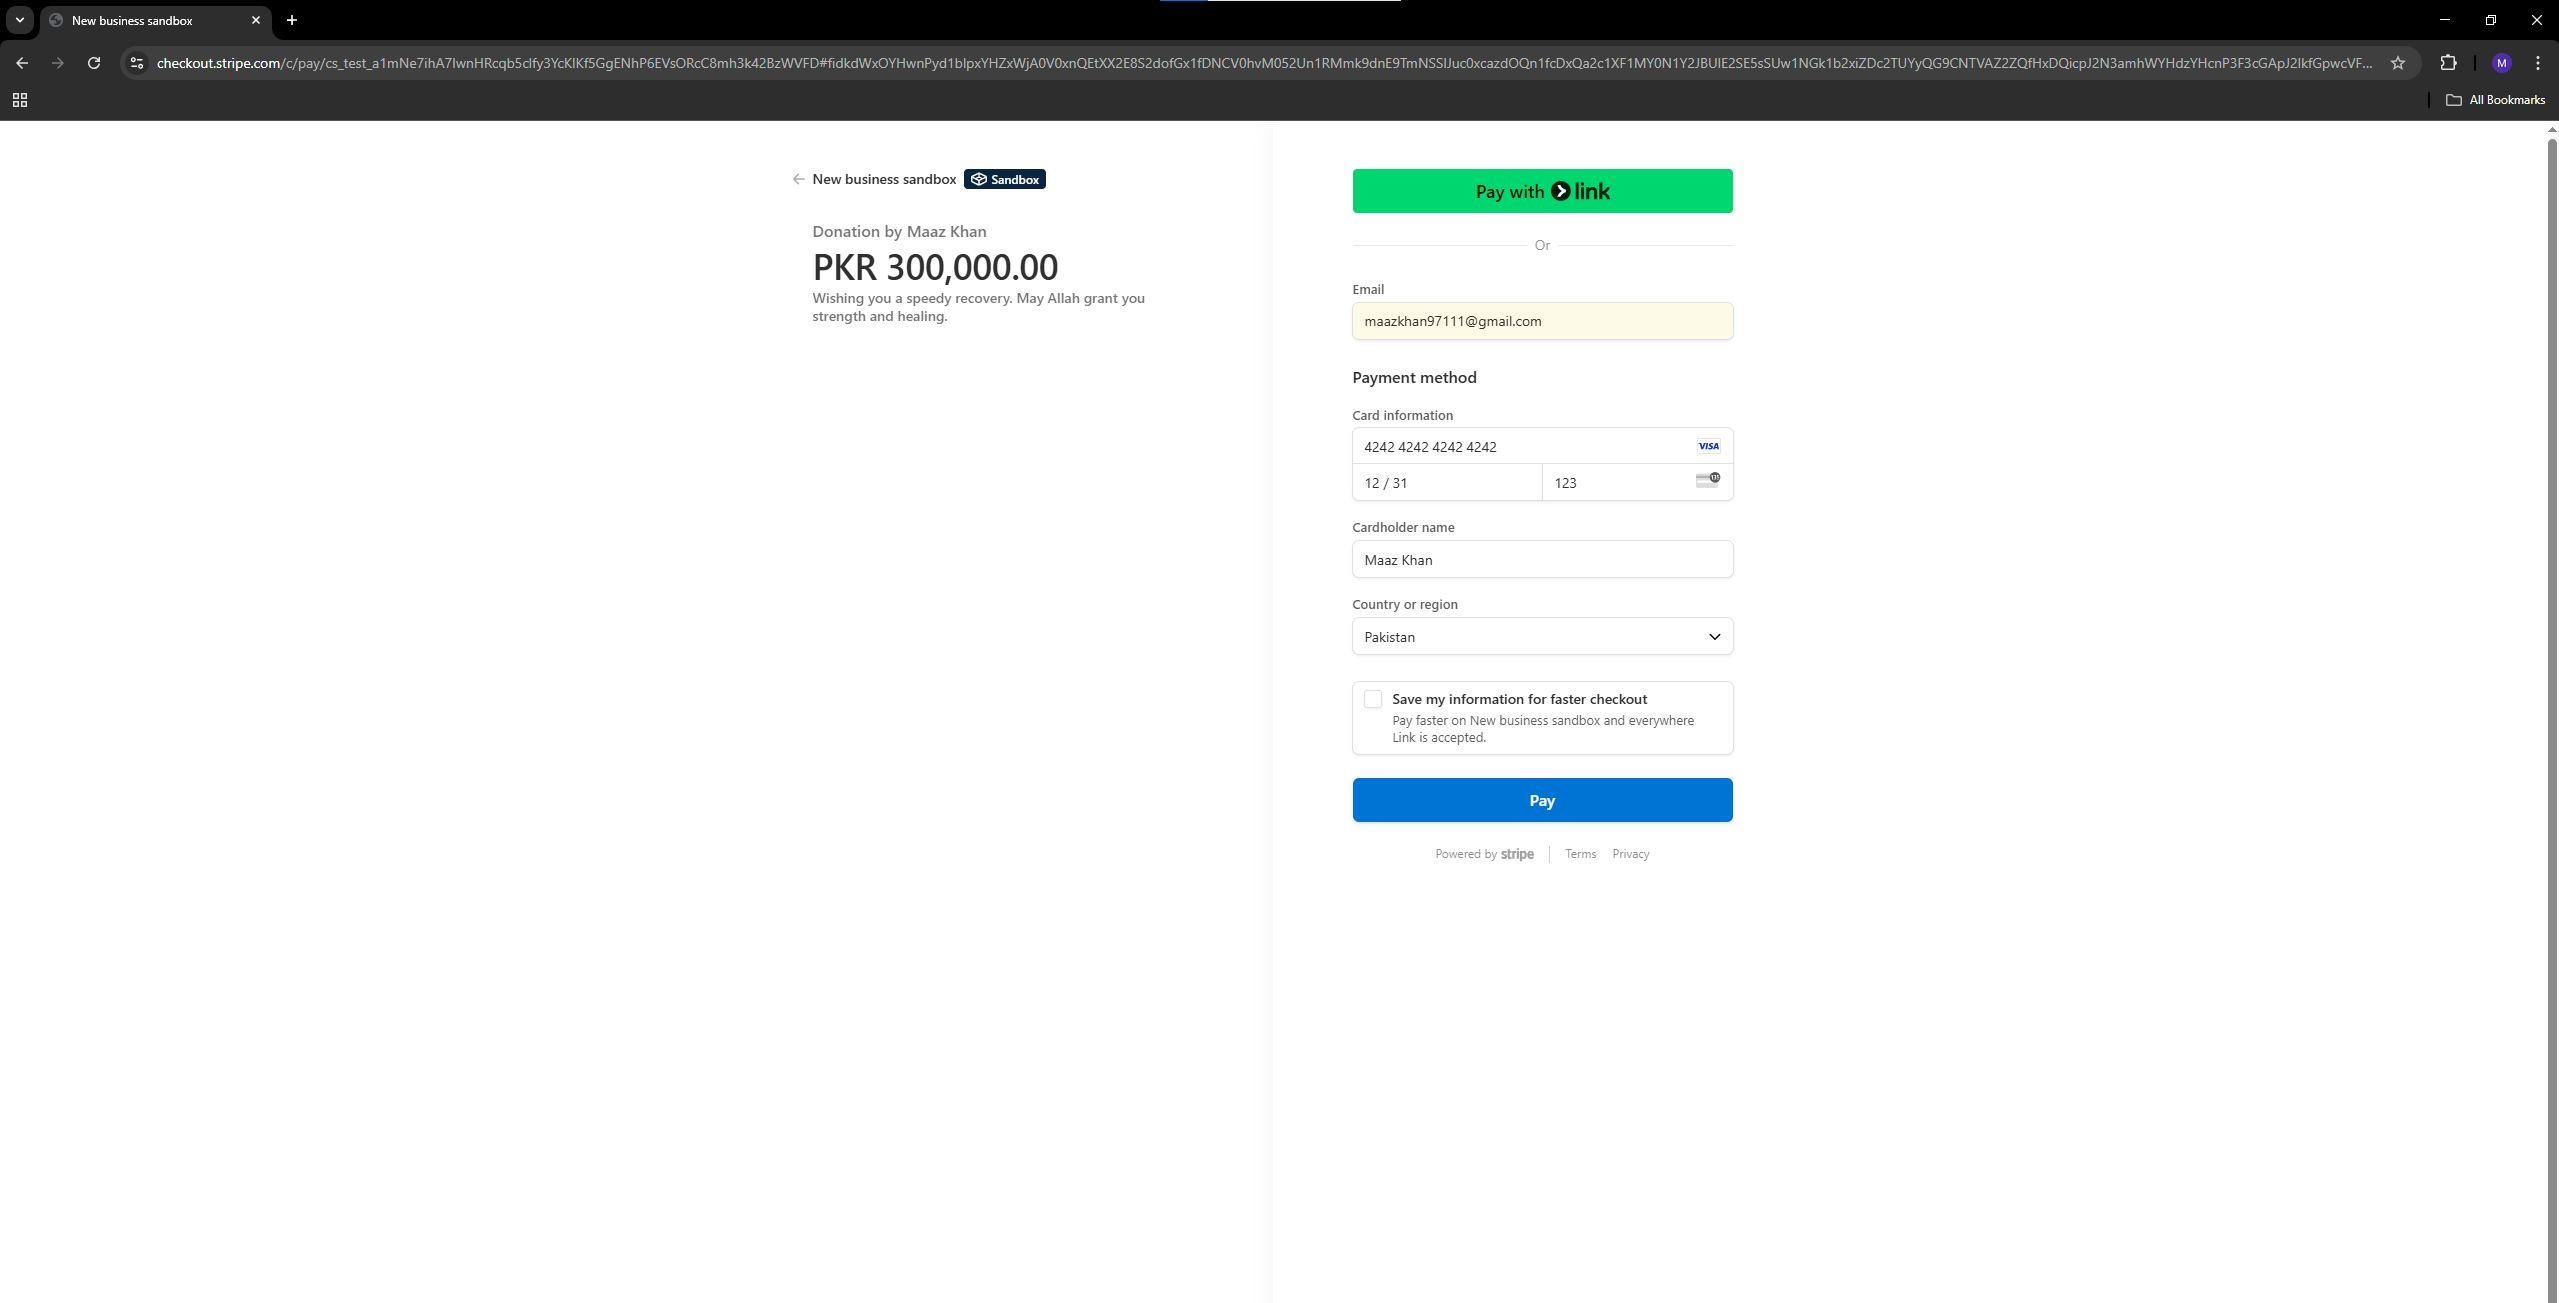 New business sandbox
checkout.stripe.com/c/pay/
All Bookmarks
New business sandbox Sandbox
Donation by Maaz Khan
PKR 300,000.00
Wishing you a speedy recovery. May Allah grant you
strength and healing.
Pay with link
Or
Email
maazkhan97111@gmail.com
Payment method
Card information
4242 4242 4242 4242 VISA
12 / 31 123
Cardholder name
Maaz Khan
Country or region
Pakistan
Save my information for faster checkout
Pay faster on New business sandbox and everywhere
Link is accepted.
Pay
Powered by stripe Terms Privacy
M